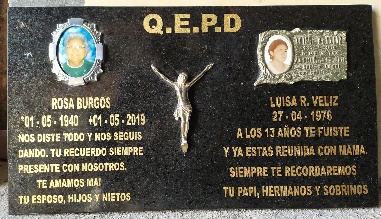 Q.E.P.D
ROSA BURGOS
*01-05-1940 +01-05-2019
NOS DISTE TODO Y NOS SEGUIS
DANDO. TU RECUERDO SIEMPRE
PRESENTE CON NOSOTROS.
TE AMAMOS MA!
TU ESPOSO, HIJOS Y NIETOS
LUISA R. VELIZ
27-04-1976
A LOS 13 AÑOS TE FUISTE
Y YA ESTAS REUNIDA CON MAMA.
SIEMPRE TE RECORDAREMOS
TU PAPI, HERMANOS Y SOBRINOS